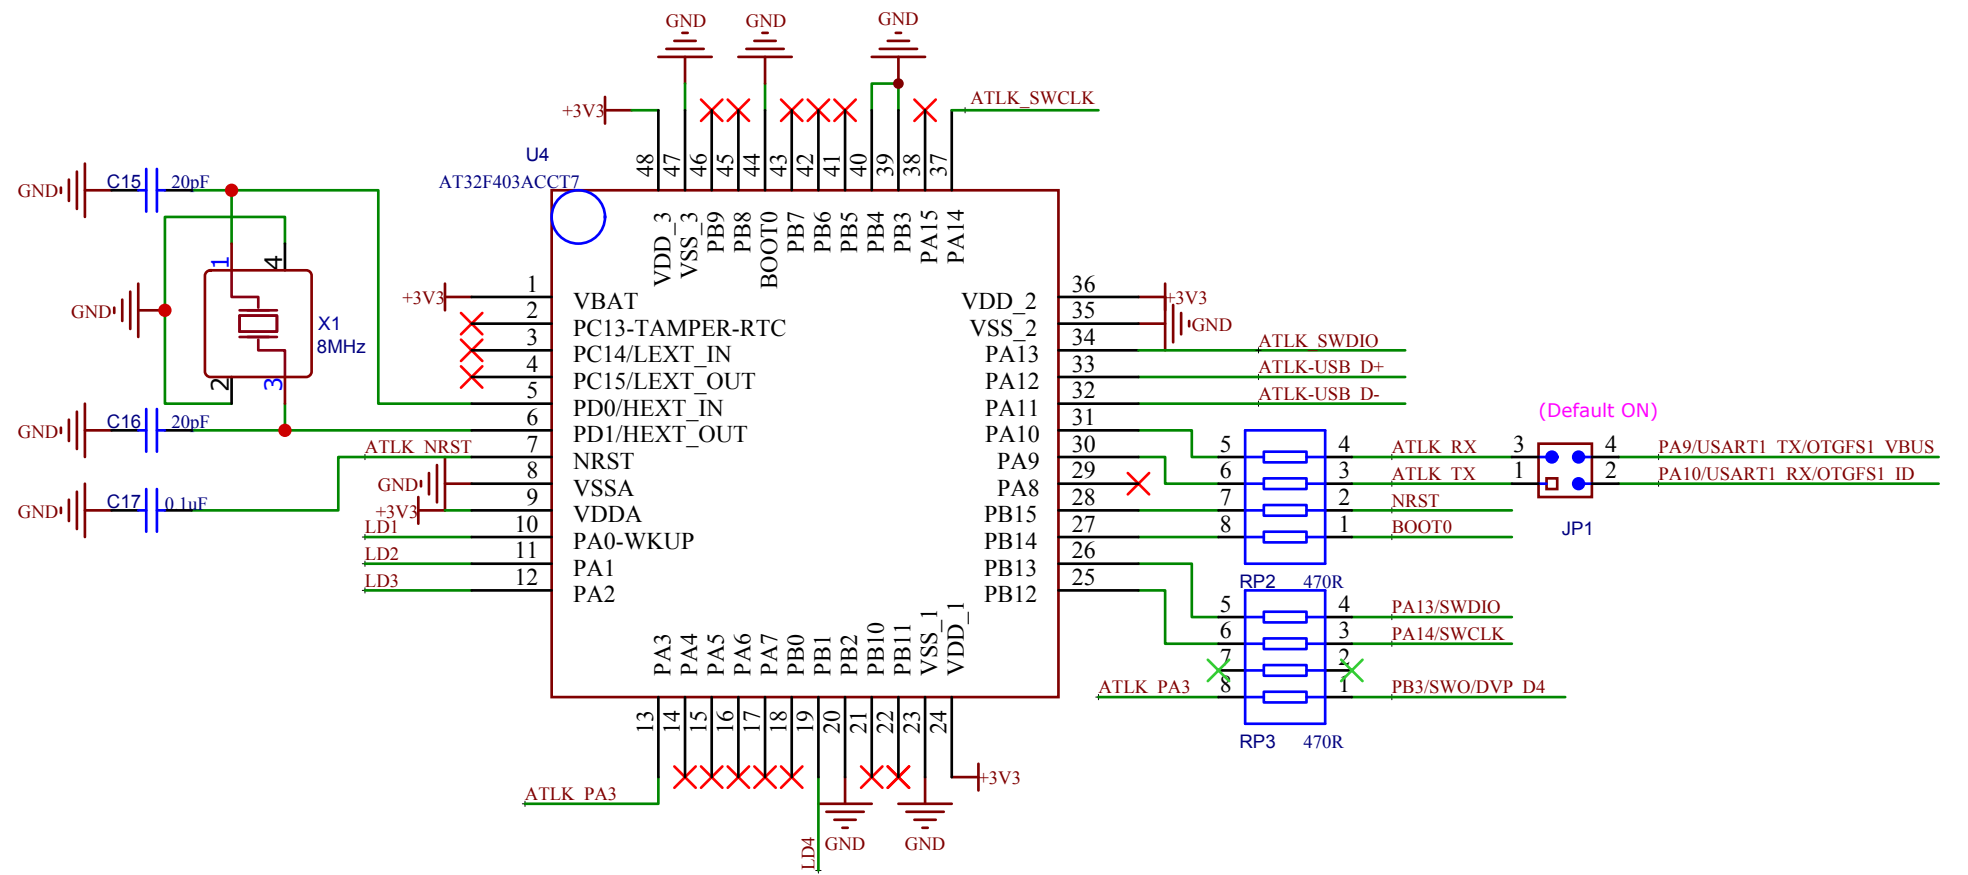 GND
GND
GND
+3V3
ATLK_SWCLK
48
47
46
45
44
43
42
41
40
39
38
37
U4
AT32F403ACCT7
VDD_3
VSS_3
PB9
PB8
BOOT0
PB7
PB6
PB5
PB4
PB3
PA15
PA14
GND
C15
20pF
1
4
GND
X1
8MHz
2
3
GND
C16
20pF
ATLK_NRST
GND
C17
0.1uF
+3V3
1
VBAT
2
PC13-TAMPER-RTC
3
PC14/LEXT_IN
4
PC15/LEXT_OUT
5
PD0/HEXT_IN
6
PD1/HEXT_OUT
7
NRST
GND
8
VSSA
+3V3
9
VDDA
LD1
10
PA0-WKUP
LD2
11
PA1
LD3
12
PA2
VDD_2
36
+3V3
VSS_2
35
GND
PA13
34
ATLK_SWDIO
PA12
33
ATLK-USB_D+
PA11
32
ATLK-USB_D-
PA10
31
PA9
30
PA8
29
PB15
28
PB14
27
PB13
26
PB12
25
(Default ON)
5
4
ATLK_RX
3
4
PA9/USART1_TX/OTGFS1_VBUS
6
3
ATLK_TX
1
2
PA10/USART1_RX/OTGFS1_ID
7
2
NRST
8
1
BOOT0
JP1
RP2
470R
5
4
PA13/SWDIO
6
3
PA14/SWCLK
7
2
ATLK_PA3
8
1
PB3/SWO/DVP_D4
RP3
470R
PA3
PA4
PA5
PA6
PA7
PB0
PB1
PB2
PB10
PB11
VSS_1
VDD_1
13
14
15
16
17
18
19
20
21
22
23
24
ATLK_PA3
+3V3
LD4
GND
GND